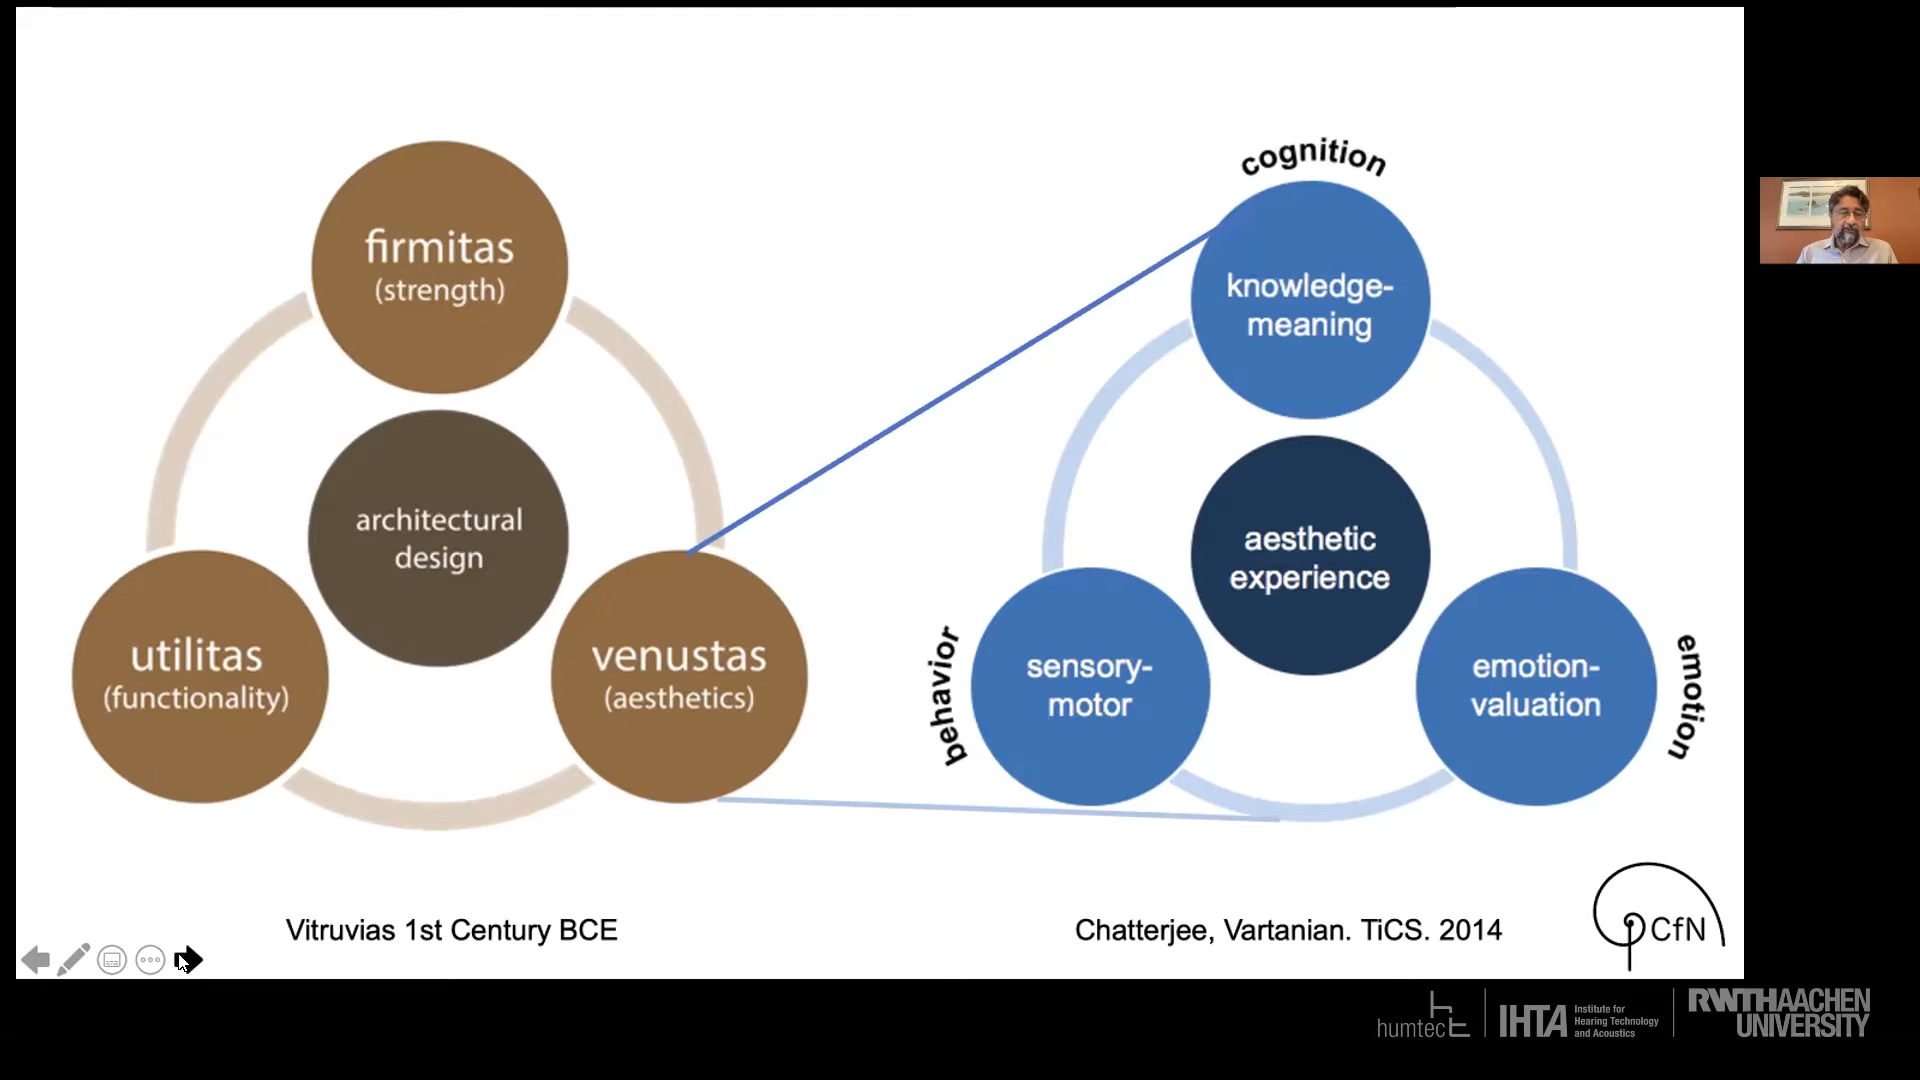 firmitas
(strength)
architectural
design
utilitas
(functionality)
venustas
(aesthetics)
Vitruvias 1st Century BCE
cognition
knowledge-
meaning
aesthetic
experience
behavior
sensory-
motor
emotion-
valuation
emotion
Chatterjee, Vartanian. TiCS. 2014
CfN
humtec
IHTA
Institute for
Hearing Technology
and Acoustics
RWTHAACHEN
UNIVERSITY